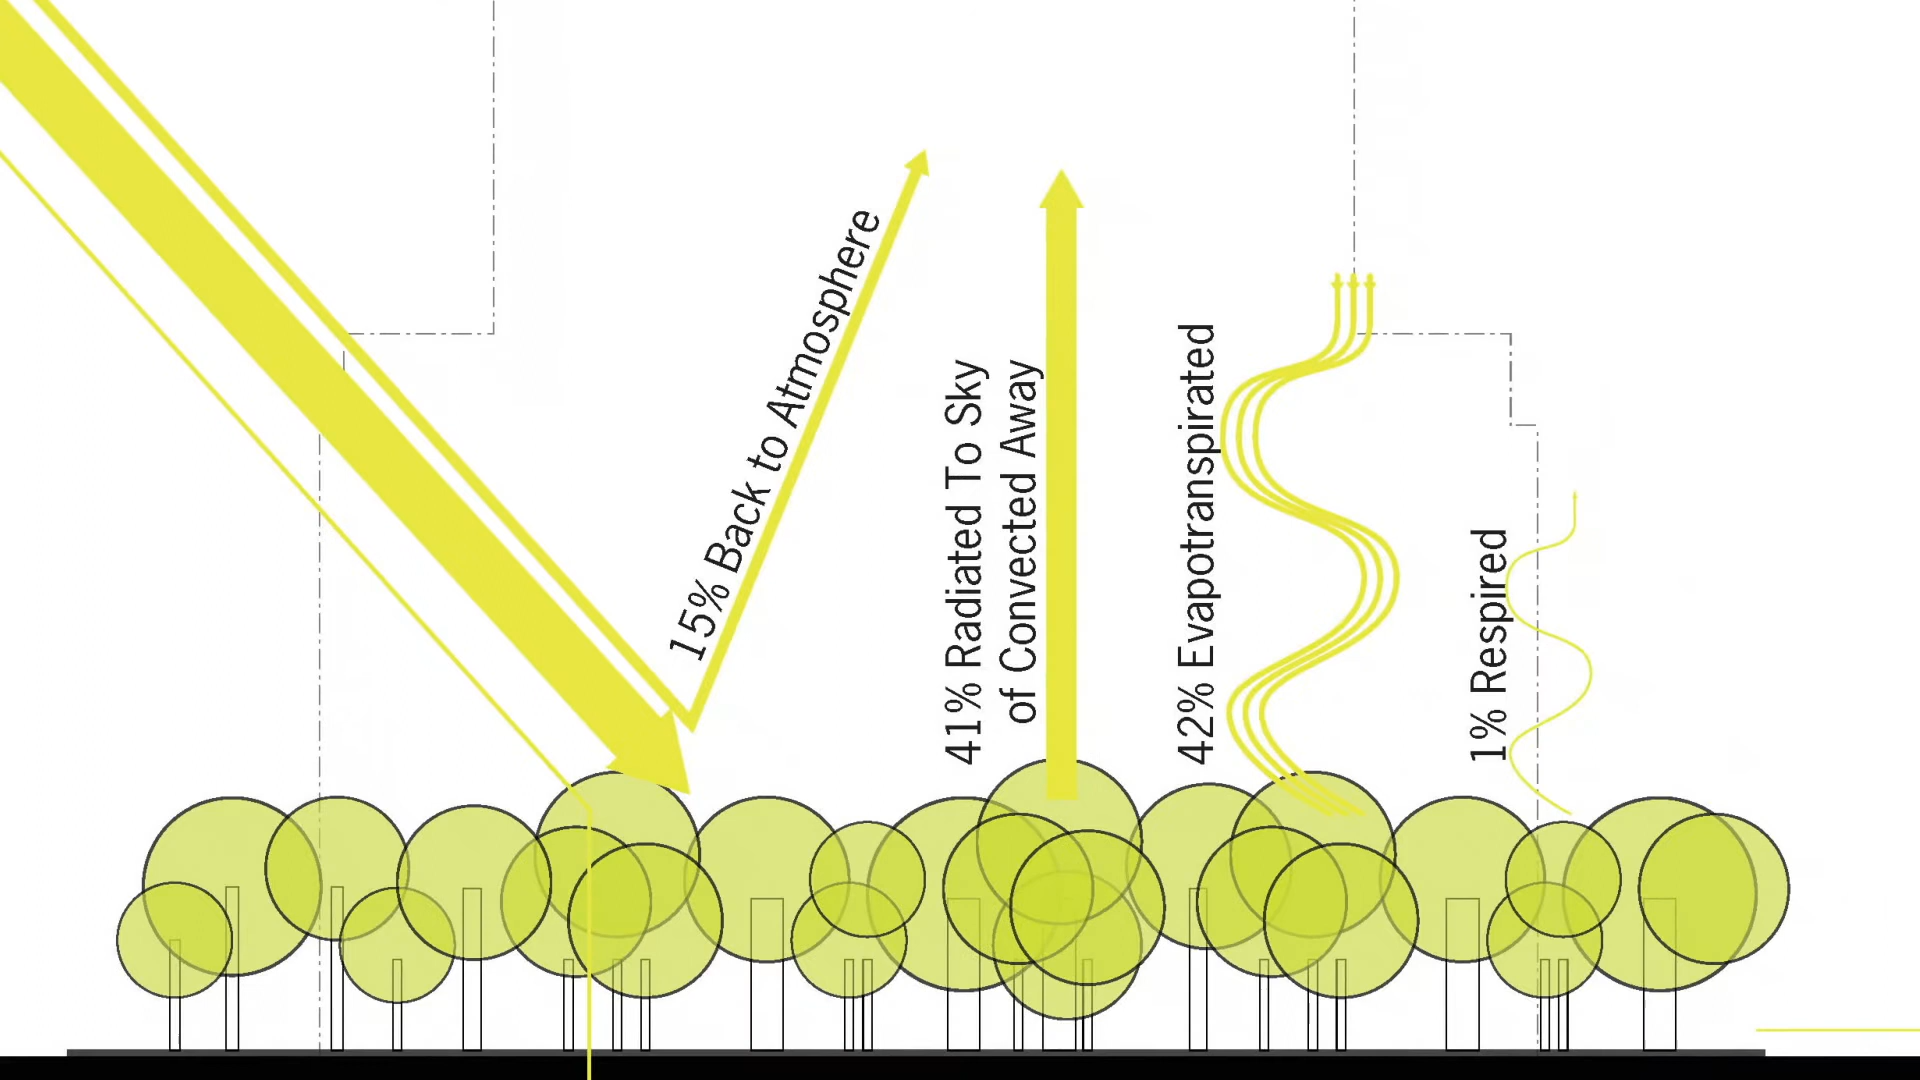 15% Back to Atmosphere
41% Radiated To Sky
of Convected Away
42% Evapotranspirated
1% Respired